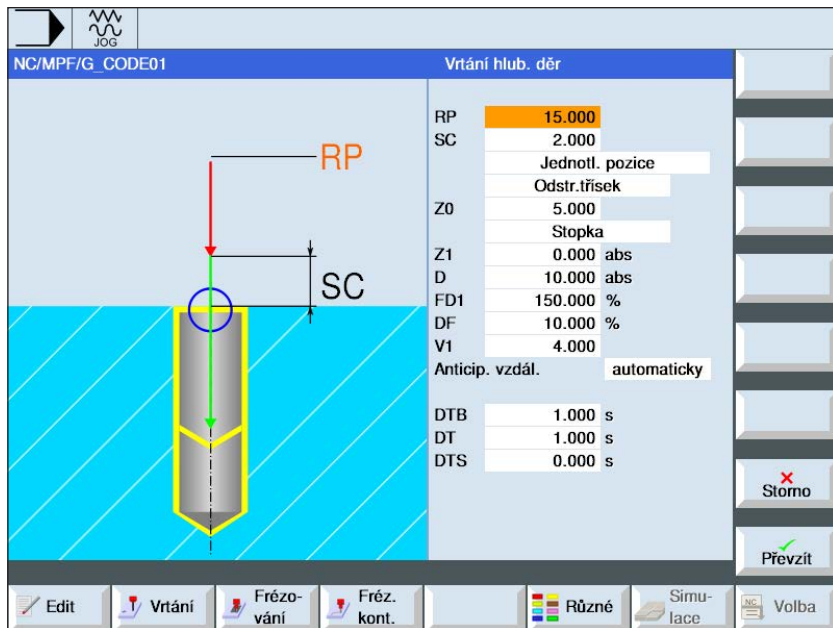 JOG
NC/MPF/G_CODE01
Vrtání hlub. děr
RP
SC
RP 15.000
SC 2.000
Jednotl. pozice
Odstr.třísek
Z0 5.000
Stopka
Z1 0.000 abs
D 10.000 abs
FD1 150.000 %
DF 10.000 %
V1 4.000
Anticip. vzdál. automaticky
DTB 1.000 s
DT 1.000 s
DTS 0.000 s
Storno
Převzít
Edit
Vrtání
Frézo-
vání
Fréz.
kont.
Různé
Simu-
lace
NC
Volba